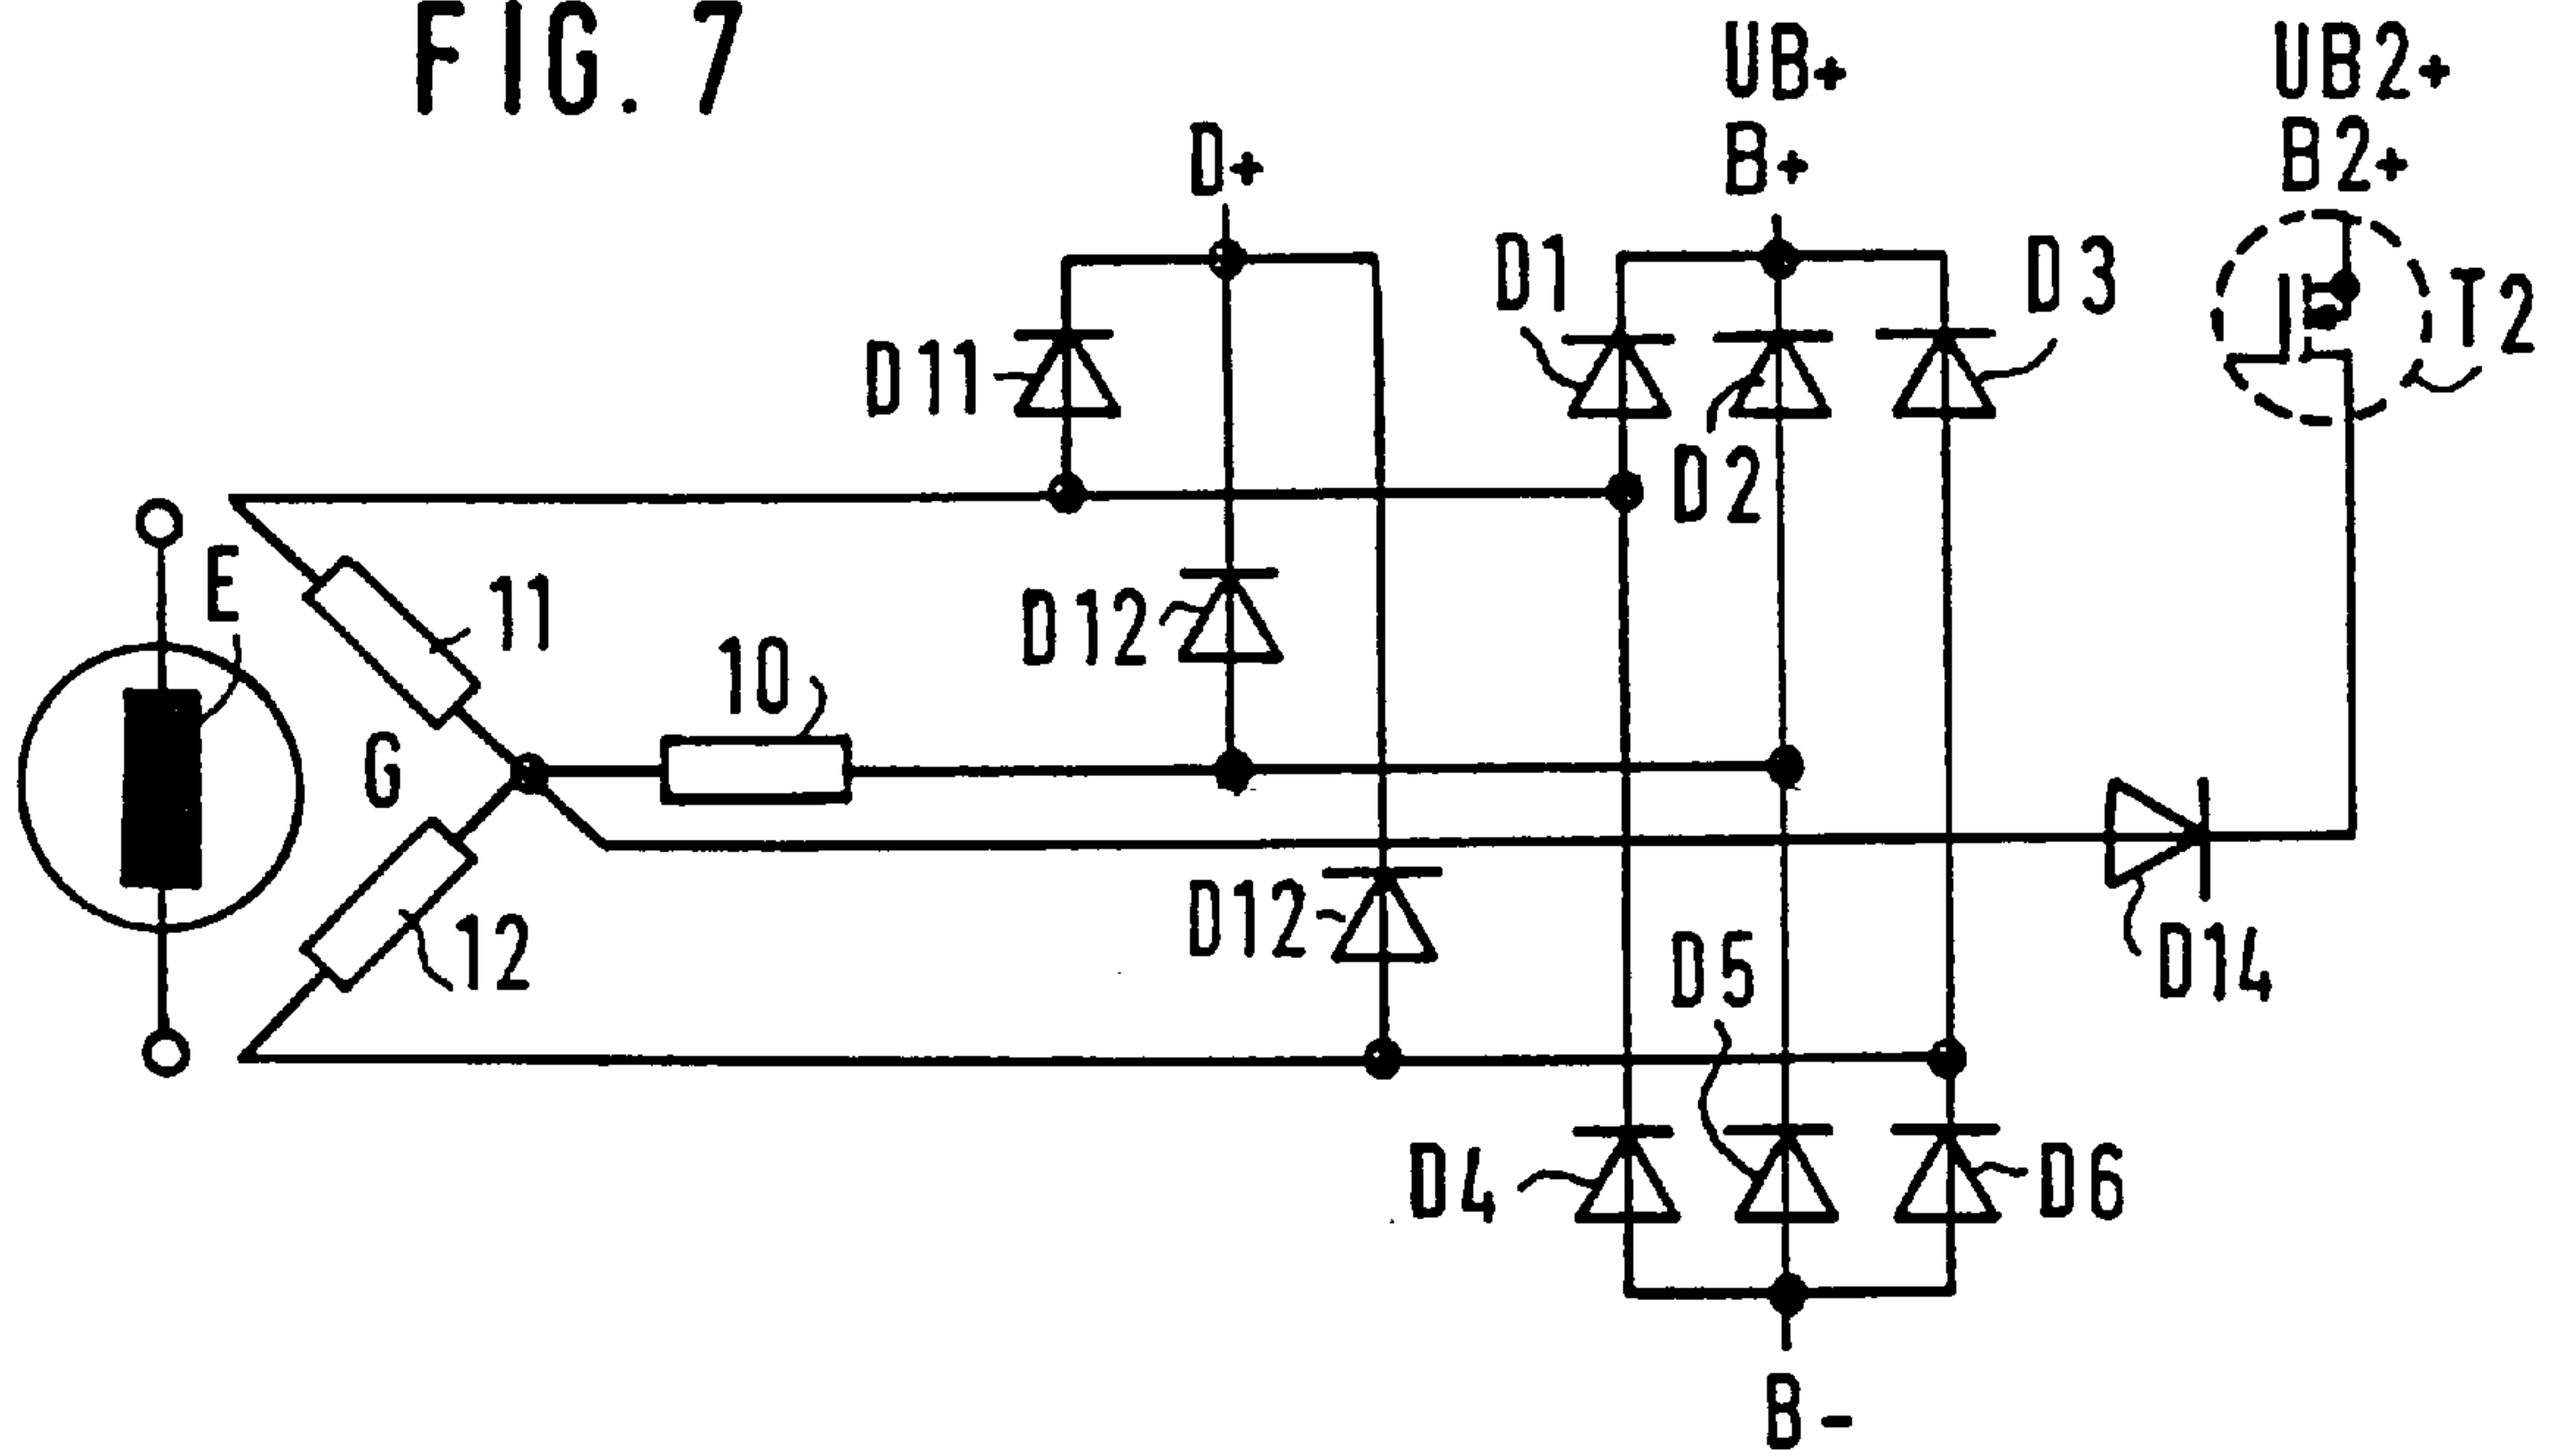 FIG. 7
UB+
UB2+
D+
B+
B2+
D1
D3
T2
D11
D2
E
11
D12
10
G
D12
12
D5
D14
D4
D6
B-